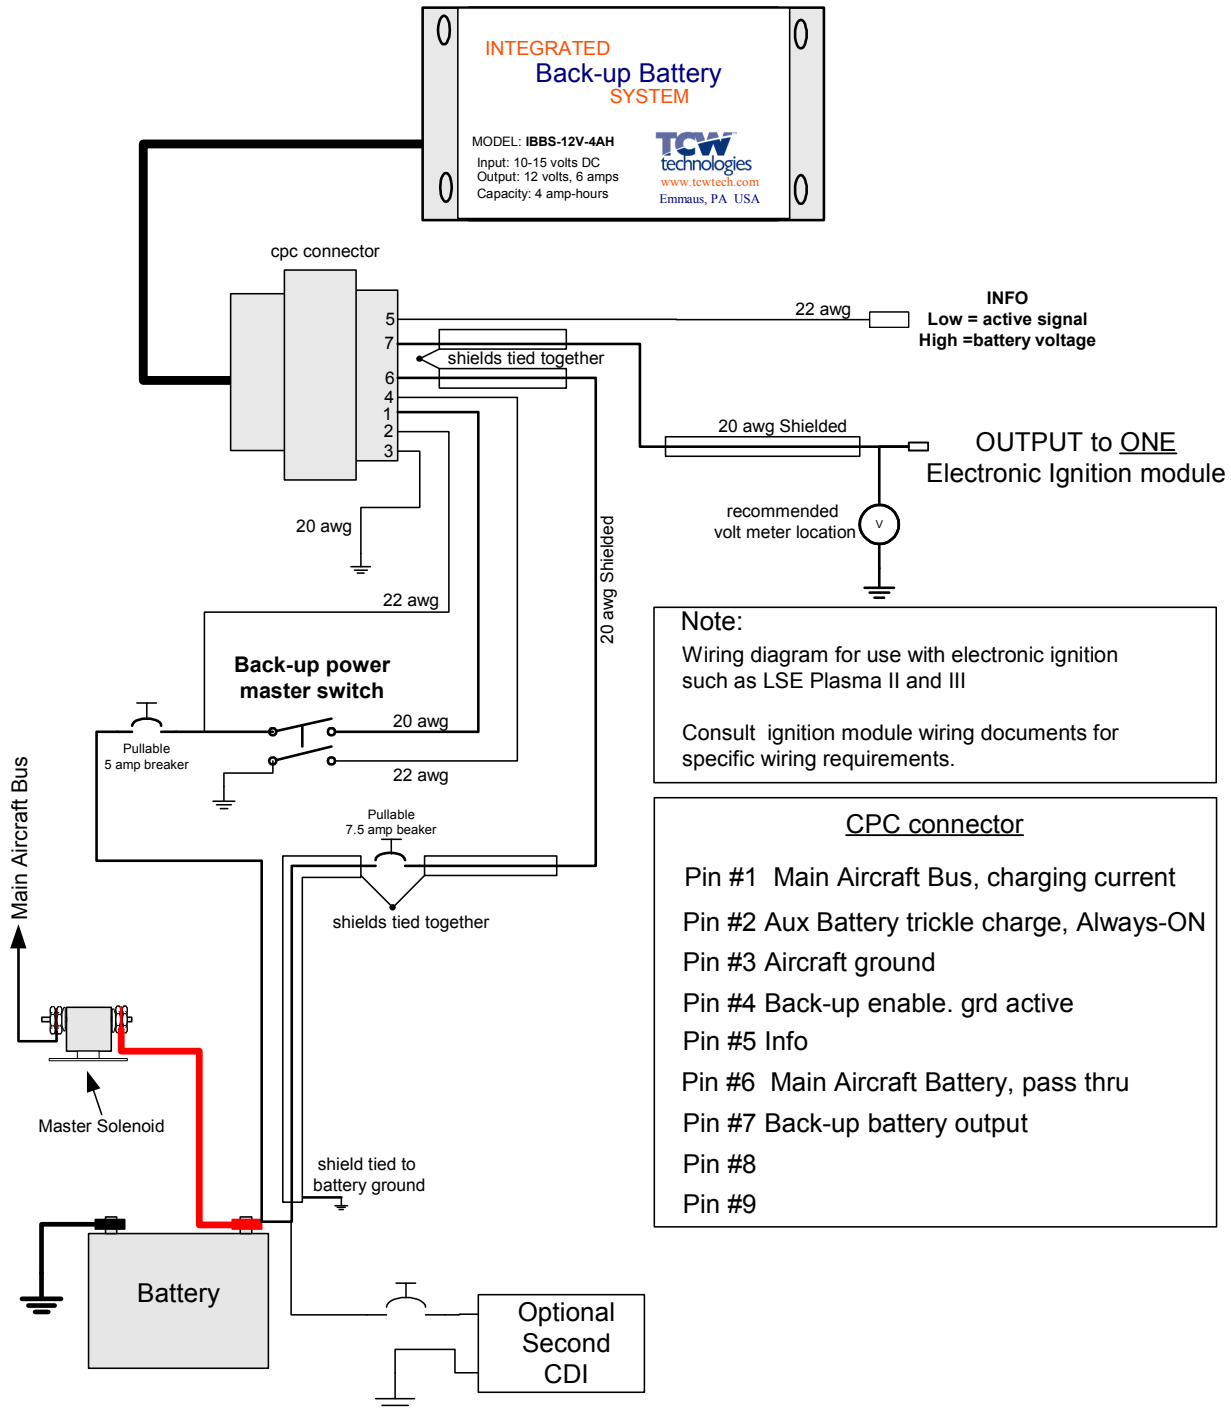 INTEGRATED
Back-up Battery
SYSTEM
MODEL: IBBS-12V-4AH
Input: 10-15 volts DC
Output: 12 volts, 6 amps
Capacity: 4 amp-hours
TCW
technologies
www.tcwtech.com
Emmaus, PA USA
cpc connector
5
7
6
4
1
2
3
shields tied together
22 awg
INFO
Low = active signal
High =battery voltage
20 awg Shielded
OUTPUT to ONE
Electronic Ignition module
recommended
volt meter location
V
20 awg
22 awg
20 awg Shielded
Back-up power
master switch
20 awg
22 awg
Pullable
5 amp breaker
Pullable
7.5 amp beaker
shields tied together
Main Aircraft Bus
Master Solenoid
shield tied to
battery ground
Battery
Optional
Second
CDI
Note:
Wiring diagram for use with electronic ignition
such as LSE Plasma II and III
Consult ignition module wiring documents for
specific wiring requirements.
CPC connector
Pin #1 Main Aircraft Bus, charging current
Pin #2 Aux Battery trickle charge, Always-ON
Pin #3 Aircraft ground
Pin #4 Back-up enable. grd active
Pin #5 Info
Pin #6 Main Aircraft Battery, pass thru
Pin #7 Back-up battery output
Pin #8
Pin #9